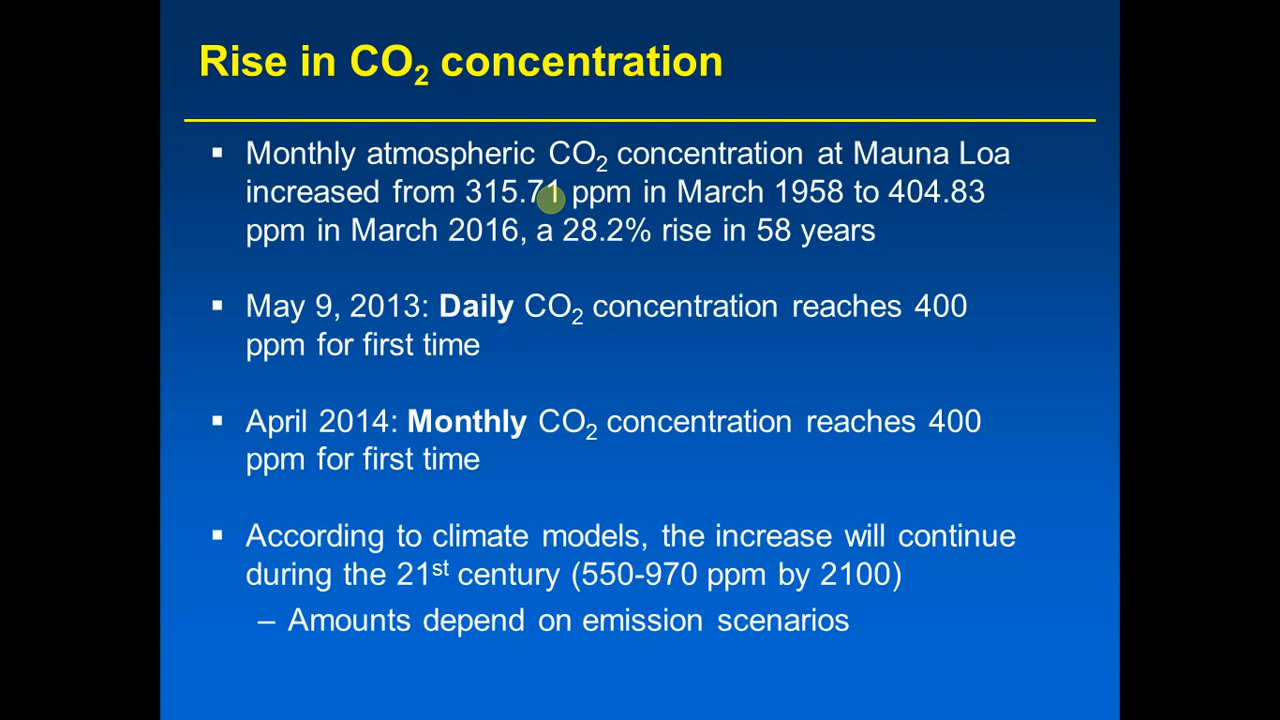 Rise in CO₂ concentration
▪ Monthly atmospheric CO₂ concentration at Mauna Loa
increased from 315.71 ppm in March 1958 to 404.83
ppm in March 2016, a 28.2% rise in 58 years
▪ May 9, 2013: Daily CO₂ concentration reaches 400
ppm for first time
▪ April 2014: Monthly CO₂ concentration reaches 400
ppm for first time
▪ According to climate models, the increase will continue
during the 21st century (550-970 ppm by 2100)
– Amounts depend on emission scenarios